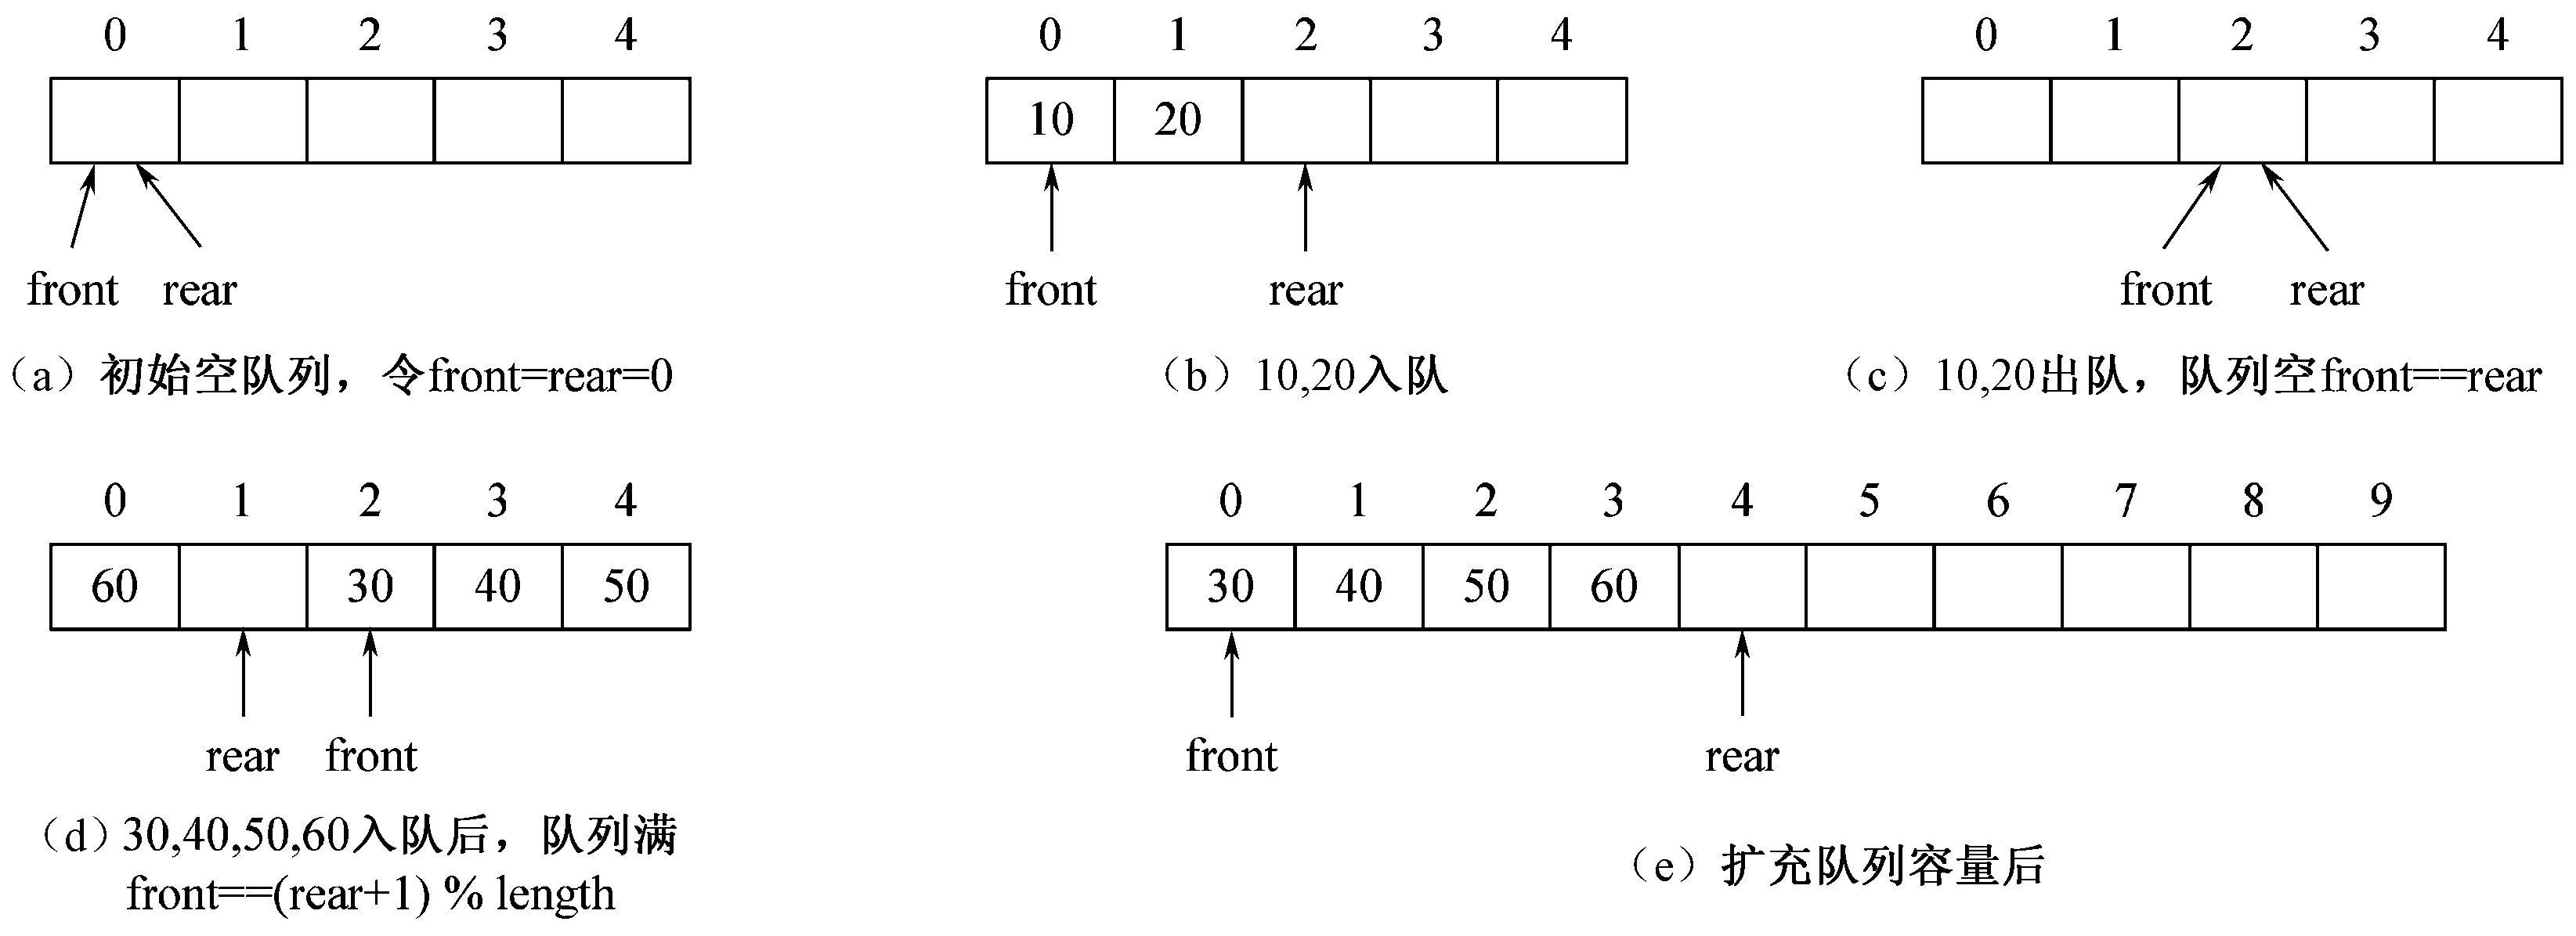 0 1 2 3 4
0 1 2 3 4
0 1 2 3 4
10 20
front rear
front rear
front rear
（a）初始空队列，令front=rear=0
（b）10,20入队
（c）10,20出队，队列空front==rear
0 1 2 3 4
0 1 2 3 4 5 6 7 8 9
60 30 40 50
30 40 50 60
rear front
front rear
（d）30,40,50,60入队后，队列满
front==(rear+1) % length
（e）扩充队列容量后